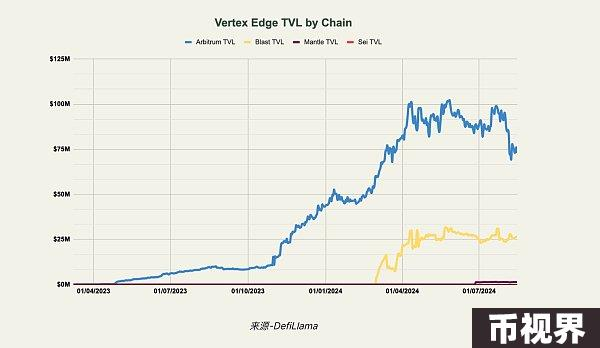 Vertex Edge TVL by Chain
Arbitrum TVL Blast TVL Mantle TVL Sei TVL
$125M
$100M
$75M
$50M
$25M
$0M
01/04/2023 01/07/2023 01/10/2023 01/01/2024 01/04/2024 01/07/2024
来源-DefiLlama
币视界